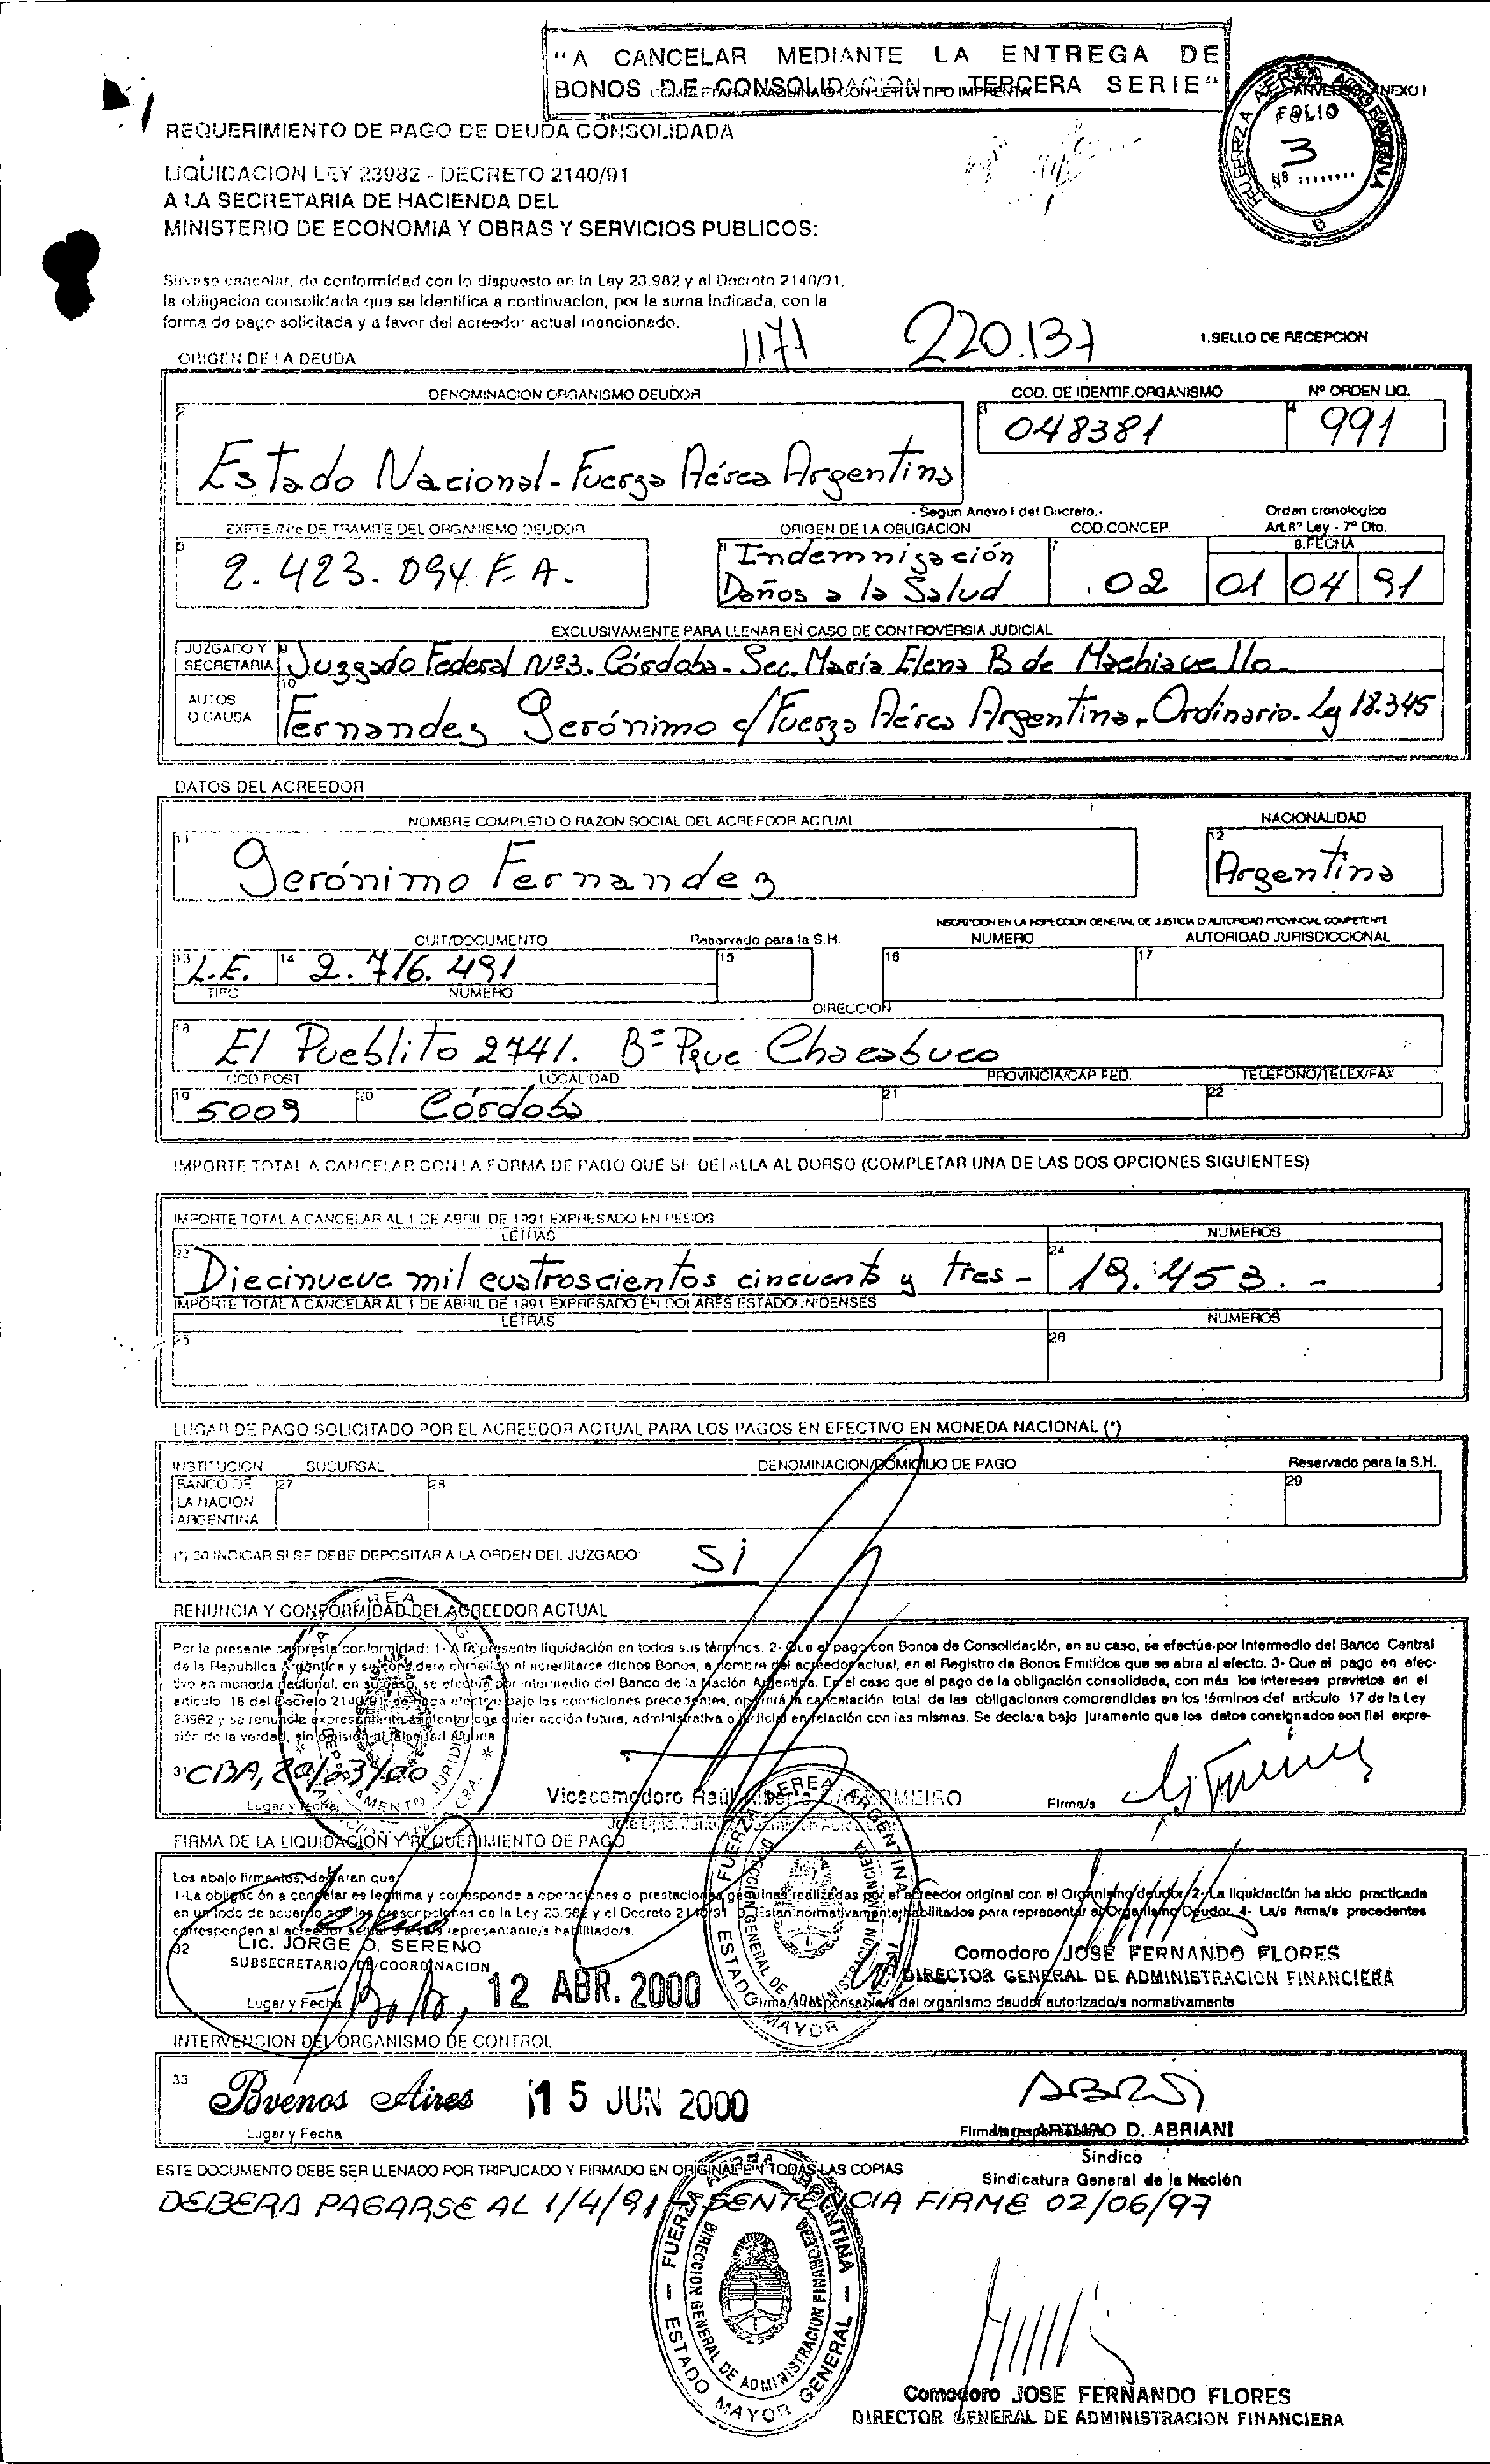 "A CANCELAR MEDIANTE LA ENTREGA DE
BONOS DE CONSOLIDACION TERCERA SERIE"
FOLIO
3
Nº ........
REQUERIMIENTO DE PAGO DE DEUDA CONSOLIDADA
LIQUIDACION LEY 23982 - DECRETO 2140/91
A LA SECRETARIA DE HACIENDA DEL
MINISTERIO DE ECONOMIA Y OBRAS Y SERVICIOS PUBLICOS:
Sirvase cancelar, de conformidad con lo dispuesto en la Ley 23.982 y el Decreto 2140/91,
la obligacion consolidada que se identifica a continuacion, por la suma indicada, con la
forma de pago solicitada y a favor del acreedor actual mencionado.
1171 220.137
1.SELLO DE RECEPCION
ORIGEN DE LA DEUDA
DENOMINACION ORGANISMO DEUDOR COD. DE IDENTIF.ORGANISMO Nº ORDEN LIQ.
3 048381 4 991
2 Estado Nacional - Fuerza Aérea Argentina
EXPTE./ DE TRAMITE DEL ORGANISMO DEUDOR ORIGEN DE LA OBLIGACION - Segun Anexo I del Decreto.- COD.CONCEP. Orden cronologico Art.8º Ley - 7º Dto.
8.FECHA
5 2.423.094 F.A. 6 Indemnización Daños a la Salud 7 .02 01 04 91
EXCLUSIVAMENTE PARA LLENAR EN CASO DE CONTROVERSIA JUDICIAL
JUZGADO Y SECRETARIA 9 Juzgado Federal Nº3. Córdoba - Sec. María Elena B de Machiavello
AUTOS O CAUSA 10 Fernandez Gerónimo c/ Fuerza Aérea Argentina - Ordinario - Ley 18.345
DATOS DEL ACREEDOR
NOMBRE COMPLETO O RAZON SOCIAL DEL ACREEDOR ACTUAL NACIONALIDAD
11 Gerónimo Fernandez 12 Argentina
INSCRIPCION EN LA INSPECCION GENERAL DE JUSTICIA O AUTORIDAD PROVINCIAL COMPETENTE
CUIT/DOCUMENTO Reservado para la S.H. NUMERO AUTORIDAD JURISDICCIONAL
13 L.E. 14 2.716.491 15 16 17
TIPO NUMERO
DIRECCION
18 El Pueblito 2741. Bº Pque Chacabuco
COD POST LOCALIDAD PROVINCIA/CAP.FED. TELEFONO/TELEX/FAX
19 5009 20 Córdoba 21 22
IMPORTE TOTAL A CANCELAR CON LA FORMA DE PAGO QUE SE DETALLA AL DORSO (COMPLETAR UNA DE LAS DOS OPCIONES SIGUIENTES)
IMPORTE TOTAL A CANCELAR AL 1 DE ABRIL DE 1991 EXPRESADO EN PESOS
LETRAS NUMEROS
23 Diecinueve mil cuatroscientos cincuenta y tres - 24 19.453.-
IMPORTE TOTAL A CANCELAR AL 1 DE ABRIL DE 1991 EXPRESADO EN DOLARES ESTADOUNIDENSES
LETRAS NUMEROS
25 26
LUGAR DE PAGO SOLICITADO POR EL ACREEDOR ACTUAL PARA LOS PAGOS EN EFECTIVO EN MONEDA NACIONAL (*)
INSTITUCION SUCURSAL DENOMINACION/DOMICILIO DE PAGO Reservado para la S.H.
BANCO DE 27 28 29
LA NACION
ARGENTINA
(*) 30 INDICAR SI SE DEBE DEPOSITAR A LA ORDEN DEL JUZGADO: Si
RENUNCIA Y CONFORMIDAD DEL ACREEDOR ACTUAL
Por la presente se presta conformidad: 1- A la presente liquidación en todos sus términos. 2- Que el pago con Bonos de Consolidación, en su caso, se efectúe por intermedio del Banco Central
de la Republica Argentina y se considera cumplido al acreditarse dichos Bonos, a nombre del acreedor actual, en el Registro de Bonos Emitidos que se abra al efecto. 3- Que el pago en efec-
tivo en moneda nacional, en su caso, se efectúe por intermedio del Banco de la Nación Argentina. En el caso que el pago de la obligación consolidada, con más los intereses previstos en el
articulo 18 del Decreto 2140/91, se haga efectivo bajo las condiciones precedentes, operará la cancelación total de las obligaciones comprendidas en los términos del artículo 17 de la Ley
23982 y se renuncia expresamente a intentar cualquier acción futura, administrativa o judicial en relación con las mismas. Se declara bajo juramento que los datos consignados son fiel expre-
sión de la verdad, sin omisión ni falsedad alguna.
31 CBA, 20/03/00
Lugar y fecha
Vicecomodoro Raúl
Firma/s
FIRMA DE LA LIQUIDACION Y REQUERIMIENTO DE PAGO
Los abajo firmantes, declaran que:
1-La obligación a cancelar es legítima y corresponde a operaciones o prestaciones genuinas realizadas por el acreedor original con el Organismo deudor. 2-La liquidación ha sido practicada
en un todo de acuerdo con las prescripciones de la Ley 23.982 y el Decreto 2140/91. 3- Están normativamente habilitados para representar al Organismo Deudor. 4- La/s firma/s precedentes
corresponden al acreedor actual o a su/s representante/s habilitado/s.
32 LIC. JORGE O. SERENO
SUBSECRETARIO DE COORDINACION
Comodoro JOSE FERNANDO FLORES
DIRECTOR GENERAL DE ADMINISTRACION FINANCIERA
Lugar y Fecha Bs As, 12 ABR. 2000
Firma/s responsable/s del organismo deudor autorizado/s normativamente
FUERZA AEREA ARGENTINA
DIRECCION GENERAL DE ADMINISTRACION FINANCIERA
ESTADO MAYOR
INTERVENCION DEL ORGANISMO DE CONTROL
33 Buenos Aires 15 JUN 2000
Lugar y Fecha
ARTURO D. ABRIANI
Síndico
Sindicatura General de la Nación
ESTE DOCUMENTO DEBE SER LLENADO POR TRIPLICADO Y FIRMADO EN ORIGINAL EN TODAS LAS COPIAS
DEBERA PAGARSE AL 1/4/91 SENTENCIA FIRME 02/06/97
FUERZA AEREA ARGENTINA
DIRECCION GENERAL DE ADMINISTRACION FINANCIERA
ESTADO MAYOR GENERAL
Comodoro JOSE FERNANDO FLORES
DIRECTOR GENERAL DE ADMINISTRACION FINANCIERA